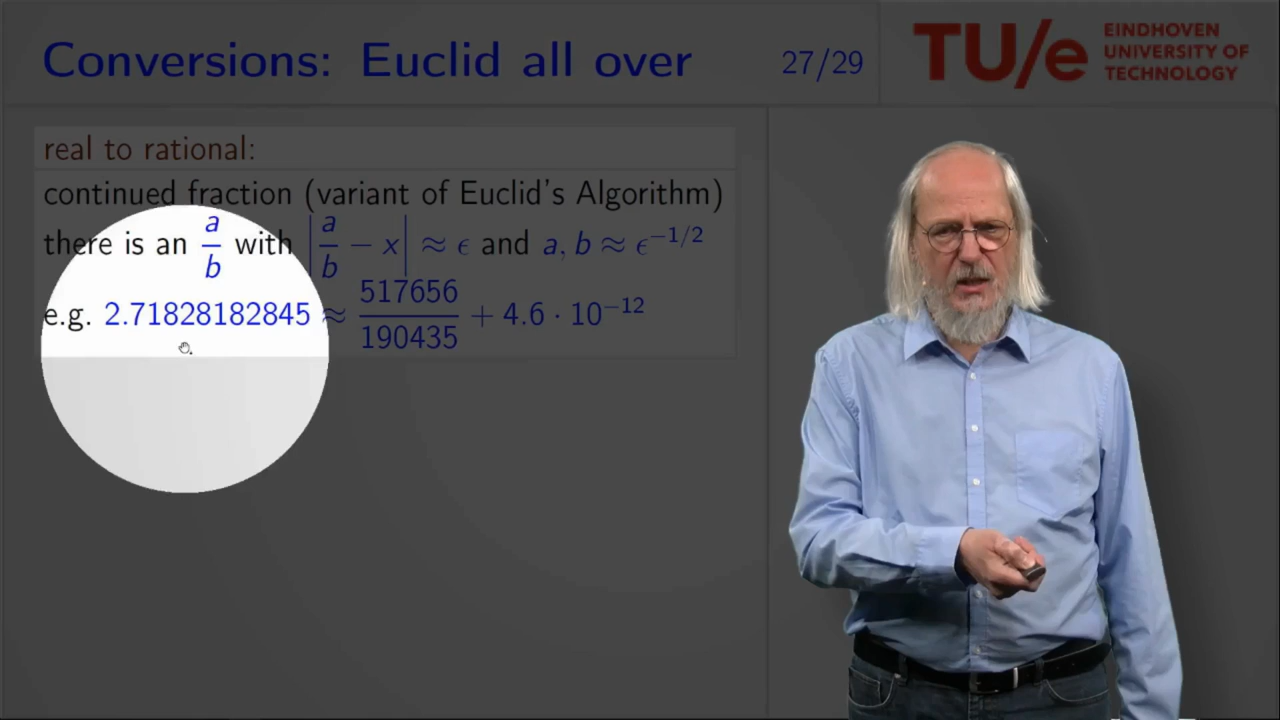 Conversions: Euclid all over 27/29
TU/e EINDHOVEN UNIVERSITY OF TECHNOLOGY
real to rational:
continued fraction (variant of Euclid's Algorithm)
there is an a/b with |a/b − x| ≈ ϵ and a, b ≈ ϵ^−1/2
e.g. 2.71828182845 ≈ 517656/190435 + 4.6 · 10^−12